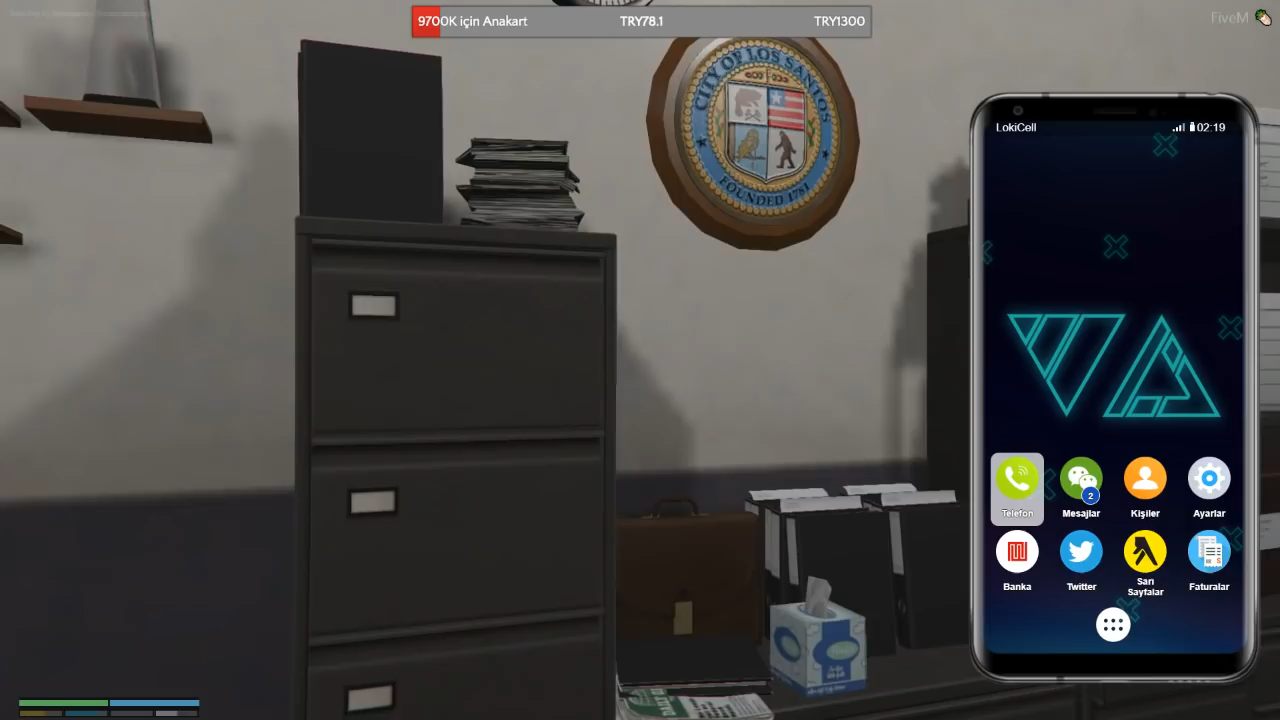 9700K için Anakart TRY78.1 TRY1300
FiveM
CITY OF LOS SANTOS
FOUNDED 1781
LokiCell 02:19
Telefon Mesajlar Kişiler Ayarlar
2
Banka Twitter Sarı Sayfalar Faturalar